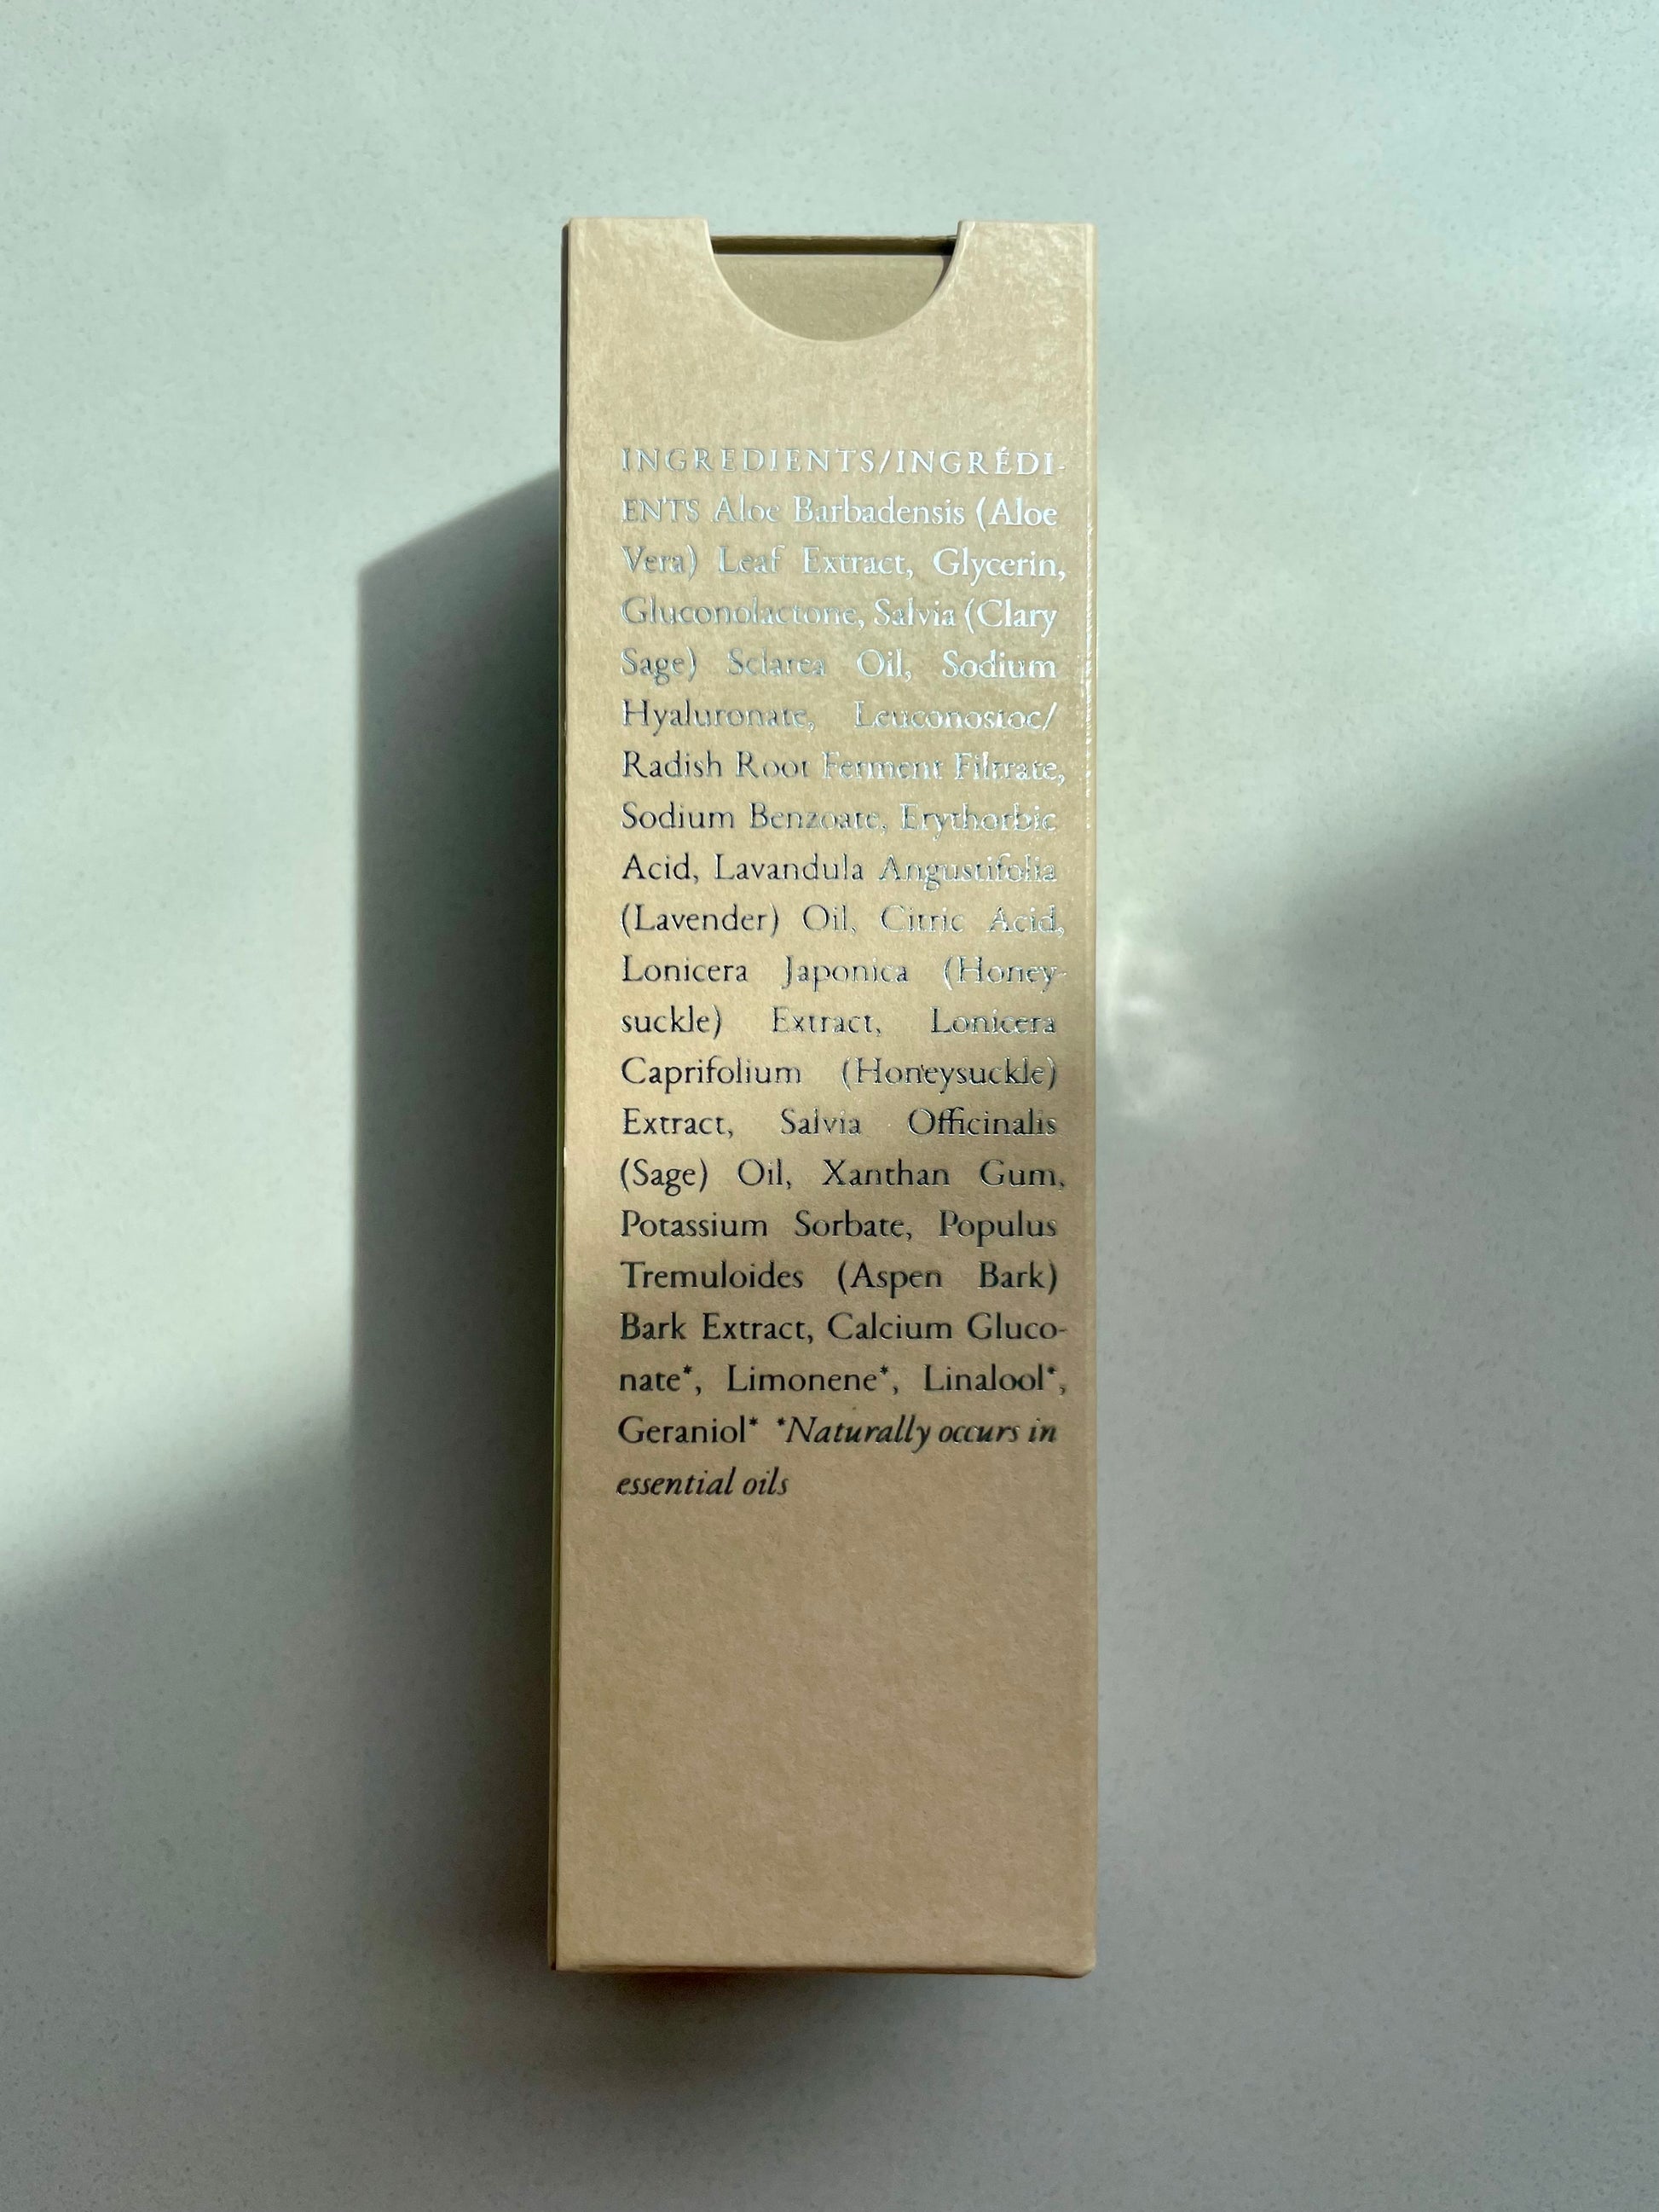 INGREDIENTS/INGRÉDI-
ENTS Aloe Barbadensis (Aloe
Vera) Leaf Extract, Glycerin,
Gluconolactone, Salvia (Clary
Sage) Sclarea Oil, Sodium
Hyaluronate, Leuconostoc/
Radish Root Ferment Filtrate,
Sodium Benzoate, Erythorbic
Acid, Lavandula Angustifolia
(Lavender) Oil, Citric Acid,
Lonicera Japonica (Honey-
suckle) Extract, Lonicera
Caprifolium (Honeysuckle)
Extract, Salvia Officinalis
(Sage) Oil, Xanthan Gum,
Potassium Sorbate, Populus
Tremuloides (Aspen Bark)
Bark Extract, Calcium Gluco-
nate*, Limonene*, Linalool*,
Geraniol* *Naturally occurs in
essential oils